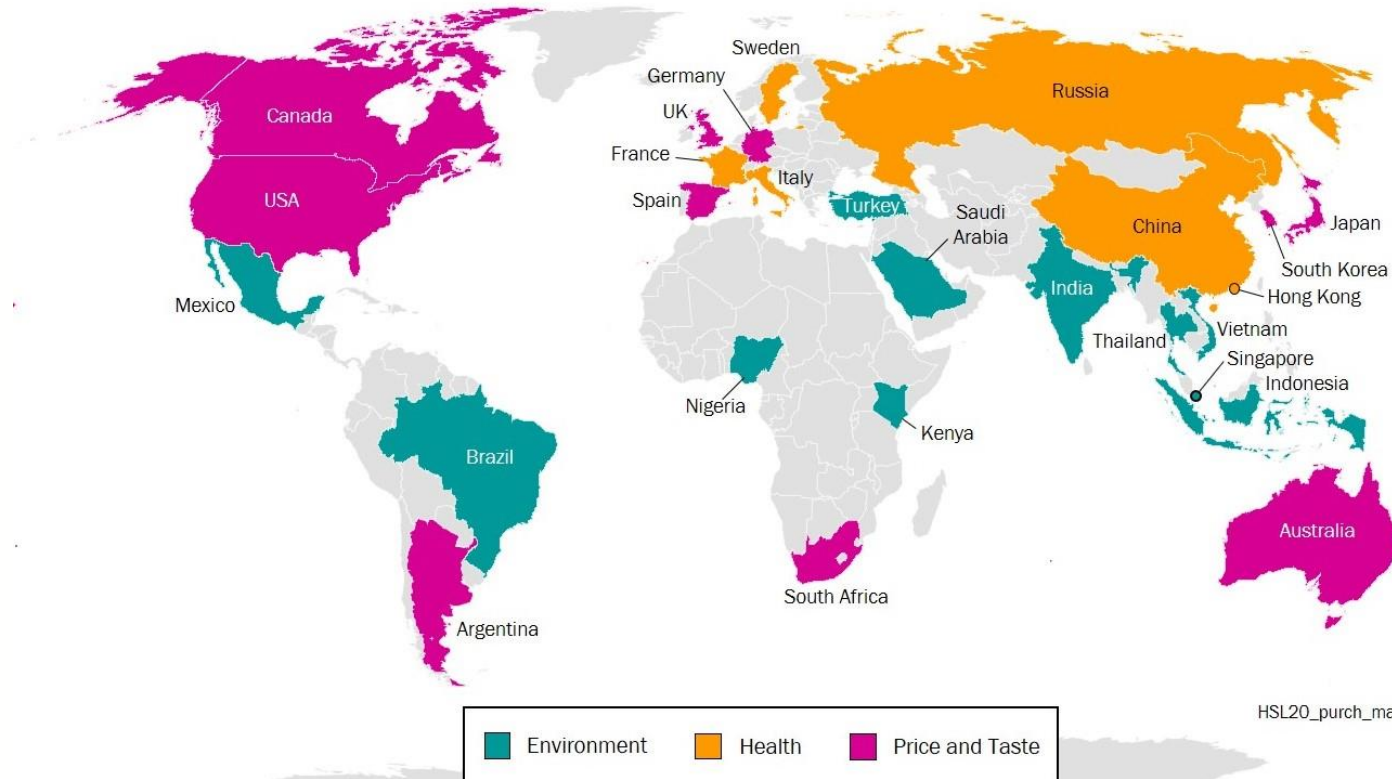 Sweden
Germany
Russia
Canada
UK
France
Italy
USA
Spain
Turkey
Saudi
Arabia
China
Japan
South Korea
India
Hong Kong
Mexico
Vietnam
Thailand
Singapore
Indonesia
Nigeria
Kenya
Brazil
Australia
South Africa
Argentina
HSL20_purch_ma
Environment
Health
Price and Taste